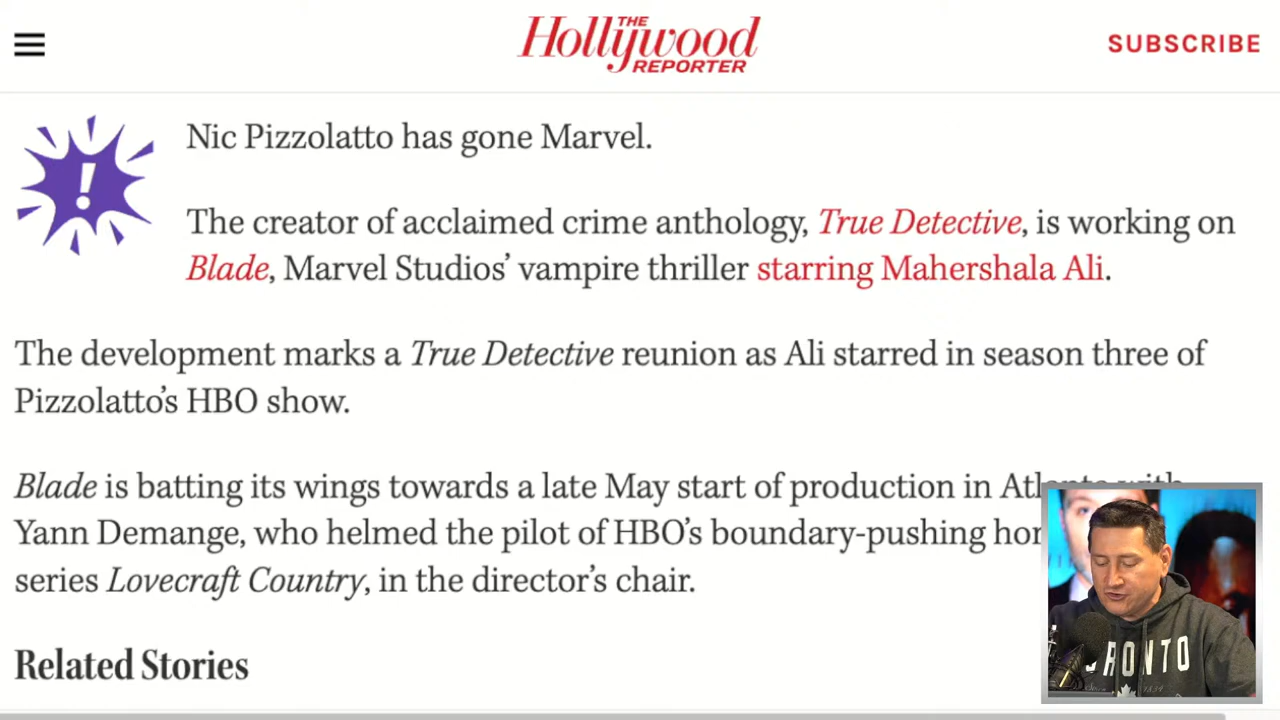 THE
Hollywood
REPORTER
SUBSCRIBE
Nic Pizzolatto has gone Marvel.
The creator of acclaimed crime anthology, True Detective, is working on
Blade, Marvel Studios’ vampire thriller starring Mahershala Ali.
The development marks a True Detective reunion as Ali starred in season three of
Pizzolatto’s HBO show.
Blade is batting its wings towards a late May start of production in Atlanta with
Yann Demange, who helmed the pilot of HBO’s boundary-pushing
series Lovecraft Country, in the director’s chair.
Related Stories
RONTO